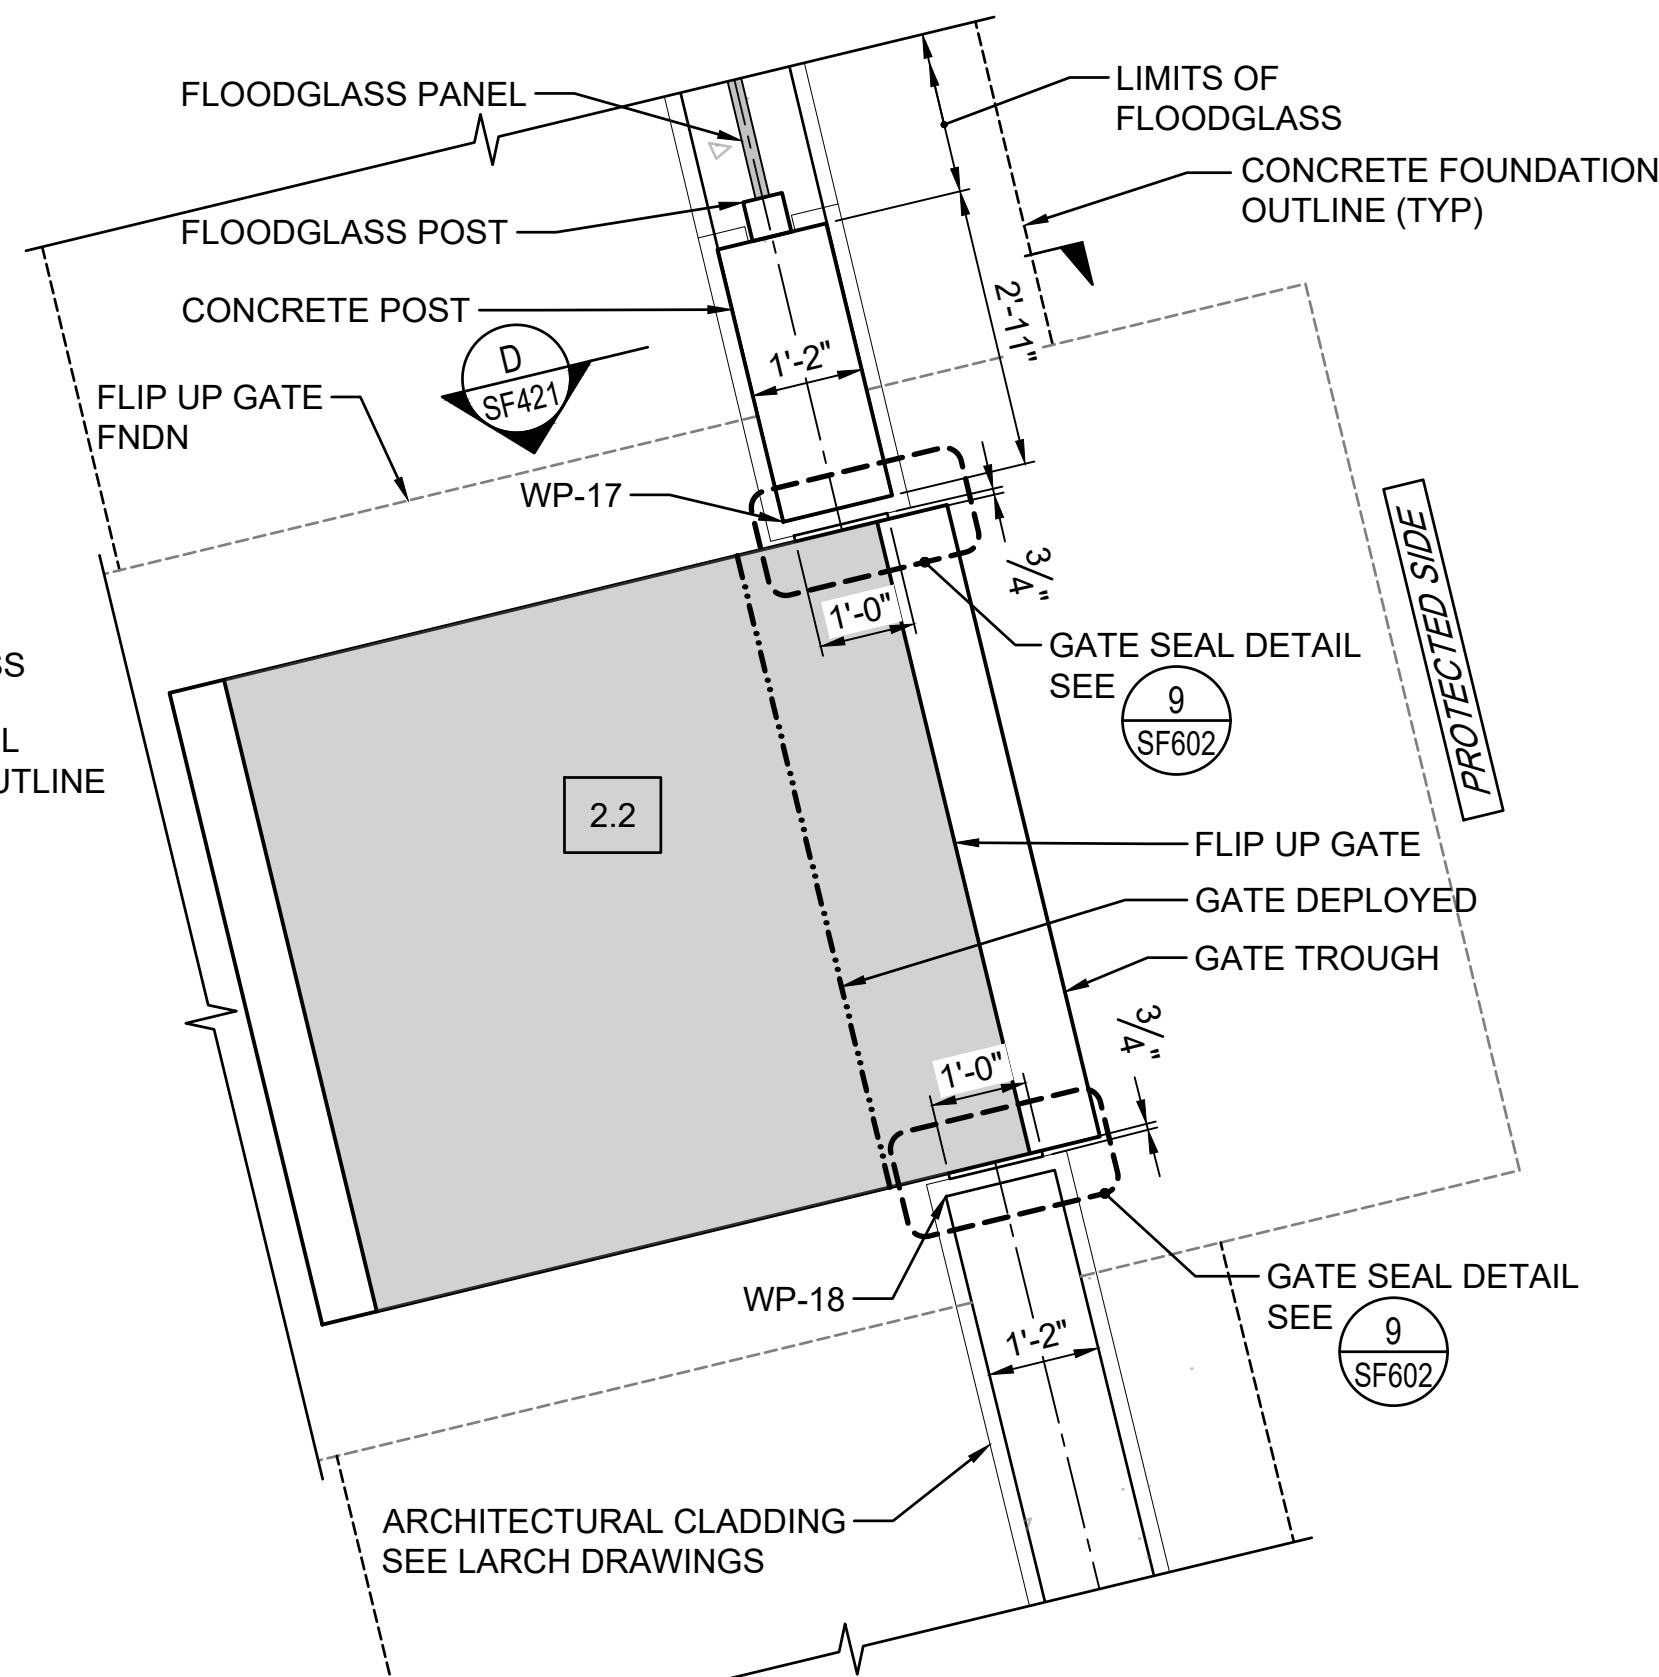 FLOODGLASS PANEL
LIMITS OF
FLOODGLASS
CONCRETE FOUNDATION
OUTLINE (TYP)
FLOODGLASS POST
CONCRETE POST
2'-11"
1'-2"
D
SF421
FLIP UP GATE
FNDN
WP-17
3/4"
1'-0"
PROTECTED SIDE
GATE SEAL DETAIL
SEE
9
SF602
UTLINE
2.2
FLIP UP GATE
GATE DEPLOYED
GATE TROUGH
3/4"
1'-0"
WP-18
GATE SEAL DETAIL
SEE
9
SF602
1'-2"
ARCHITECTURAL CLADDING
SEE LARCH DRAWINGS